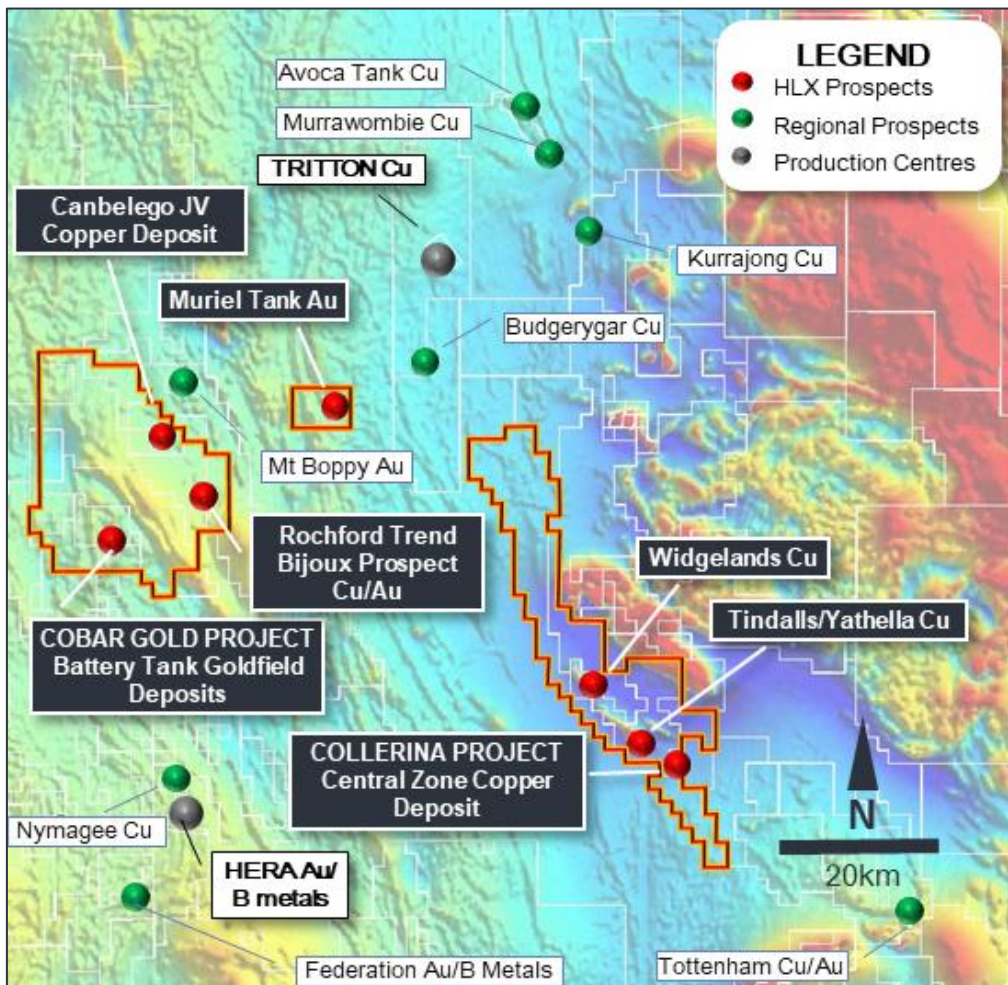 LEGEND
HLX Prospects
Regional Prospects
Production Centres
Avoca Tank Cu
Murrawombie Cu
TRITTON Cu
Canbelego JV
Copper Deposit
Kurrajong Cu
Muriel Tank Au
Budgerygar Cu
Mt Boppy Au
Rochford Trend
Bijoux Prospect
Cu/Au
Widgelands Cu
Tindalls/Yathella Cu
COBAR GOLD PROJECT
Battery Tank Goldfield
Deposits
COLLERINA PROJECT
Central Zone Copper
Deposit
N
20km
Nymagee Cu
HERA Au/
B metals
Federation Au/B Metals
Tottenham Cu/Au